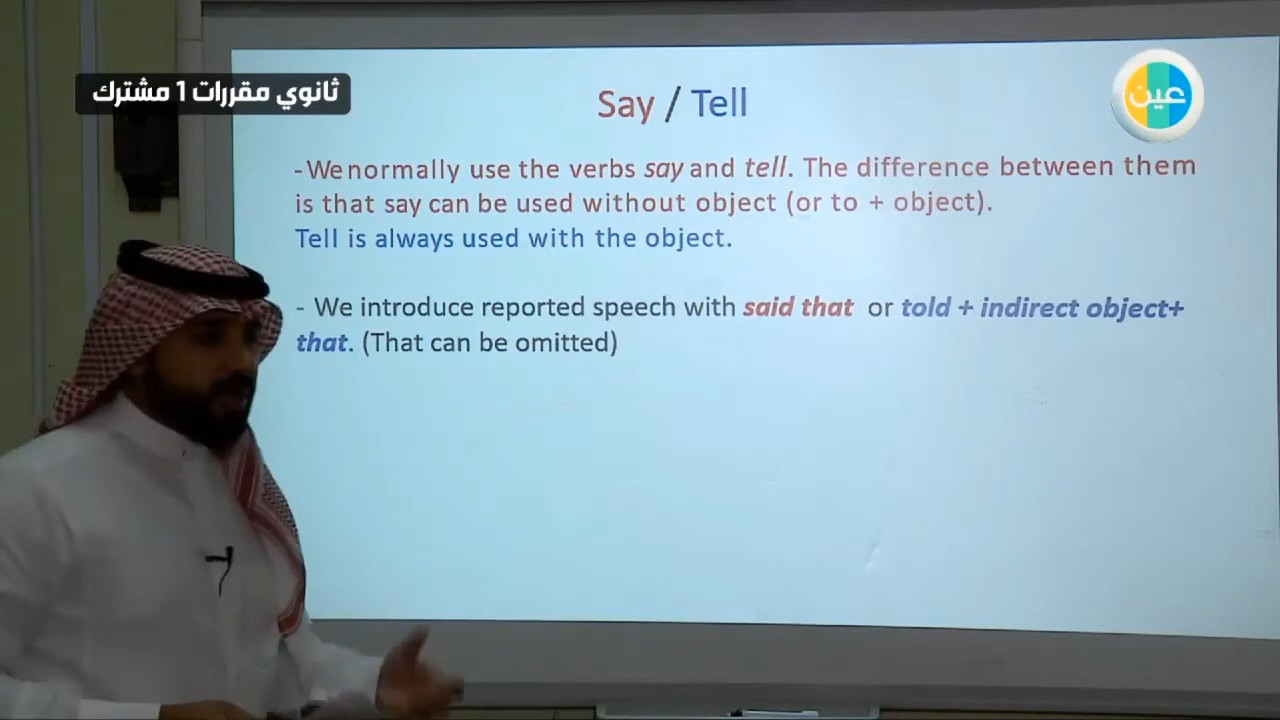 ثانوي مقررات 1 مشترك
عين
Say / Tell
-We normally use the verbs say and tell. The difference between them
is that say can be used without object (or to + object).
Tell is always used with the object.
- We introduce reported speech with said that or told + indirect object+
that. (That can be omitted)